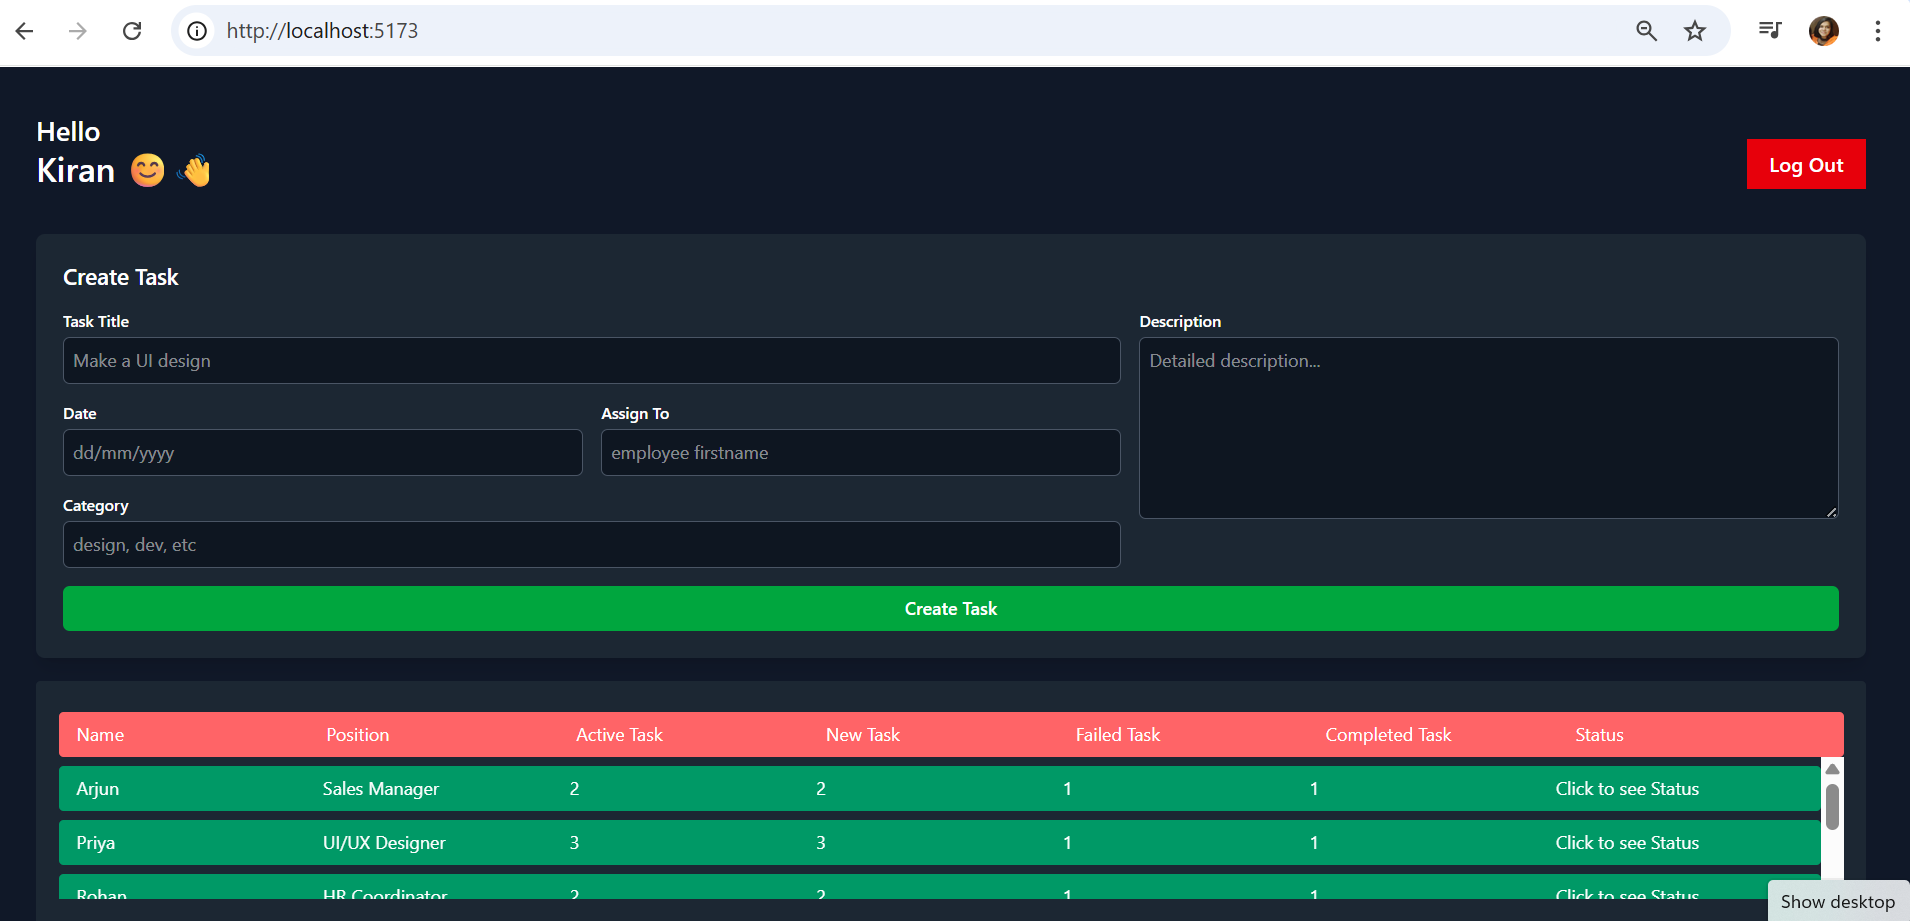 http://localhost:5173
Hello
Kiran 😊 👋
Log Out
Create Task
Task Title
Make a UI design
Description
Detailed description...
Date
dd/mm/yyyy
Assign To
employee firstname
Category
design, dev, etc
Create Task
Name Position Active Task New Task Failed Task Completed Task Status
Arjun Sales Manager 2 2 1 1 Click to see Status
Priya UI/UX Designer 3 3 1 1 Click to see Status
Rohan HR Coordinator 2 2 1 1 Click to see Status
Show desktop